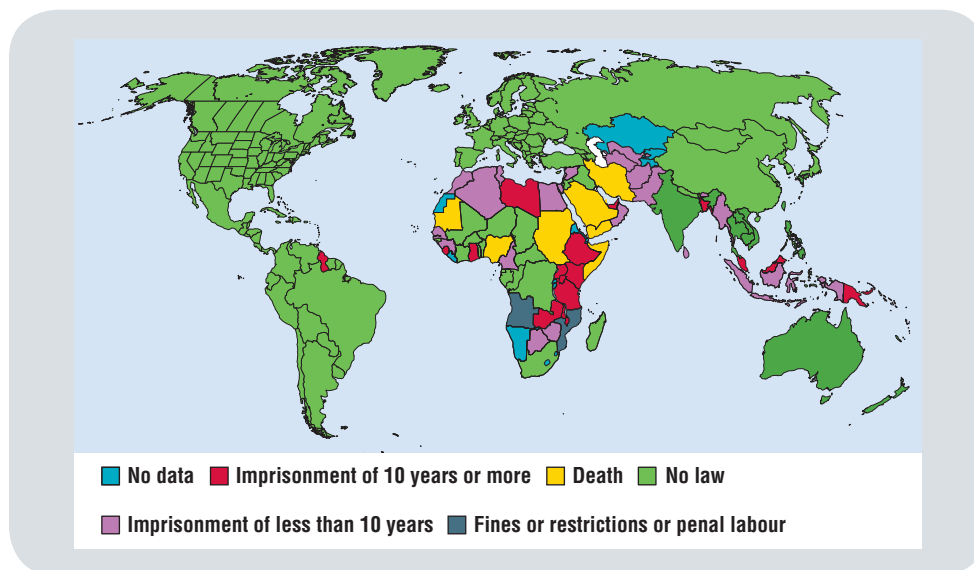 No data Imprisonment of 10 years or more Death No law
Imprisonment of less than 10 years Fines or restrictions or penal labour